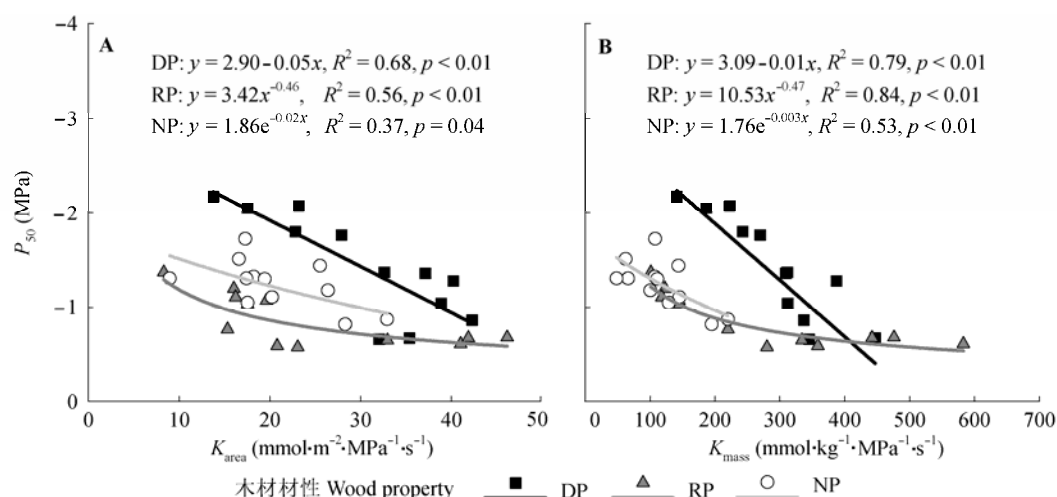 A
DP: y = 2.90−0.05x, R² = 0.68, p < 0.01
RP: y = 3.42x⁻⁰·⁴⁶, R² = 0.56, p < 0.01
NP: y = 1.86e⁻⁰·⁰²ˣ, R² = 0.37, p = 0.04
B
DP: y = 3.09−0.01x, R² = 0.79, p < 0.01
RP: y = 10.53x⁻⁰·⁴⁷, R² = 0.84, p < 0.01
NP: y = 1.76e⁻⁰·⁰⁰³ˣ, R² = 0.53, p < 0.01
−4
−3
−2
−1
0
P₅₀ (MPa)
0 10 20 30 40 50
0 100 200 300 400 500 600 700
K_area (mmol·m⁻²·MPa⁻¹·s⁻¹)
K_mass (mmol·kg⁻¹·MPa⁻¹·s⁻¹)
木材材性 Wood property DP RP NP